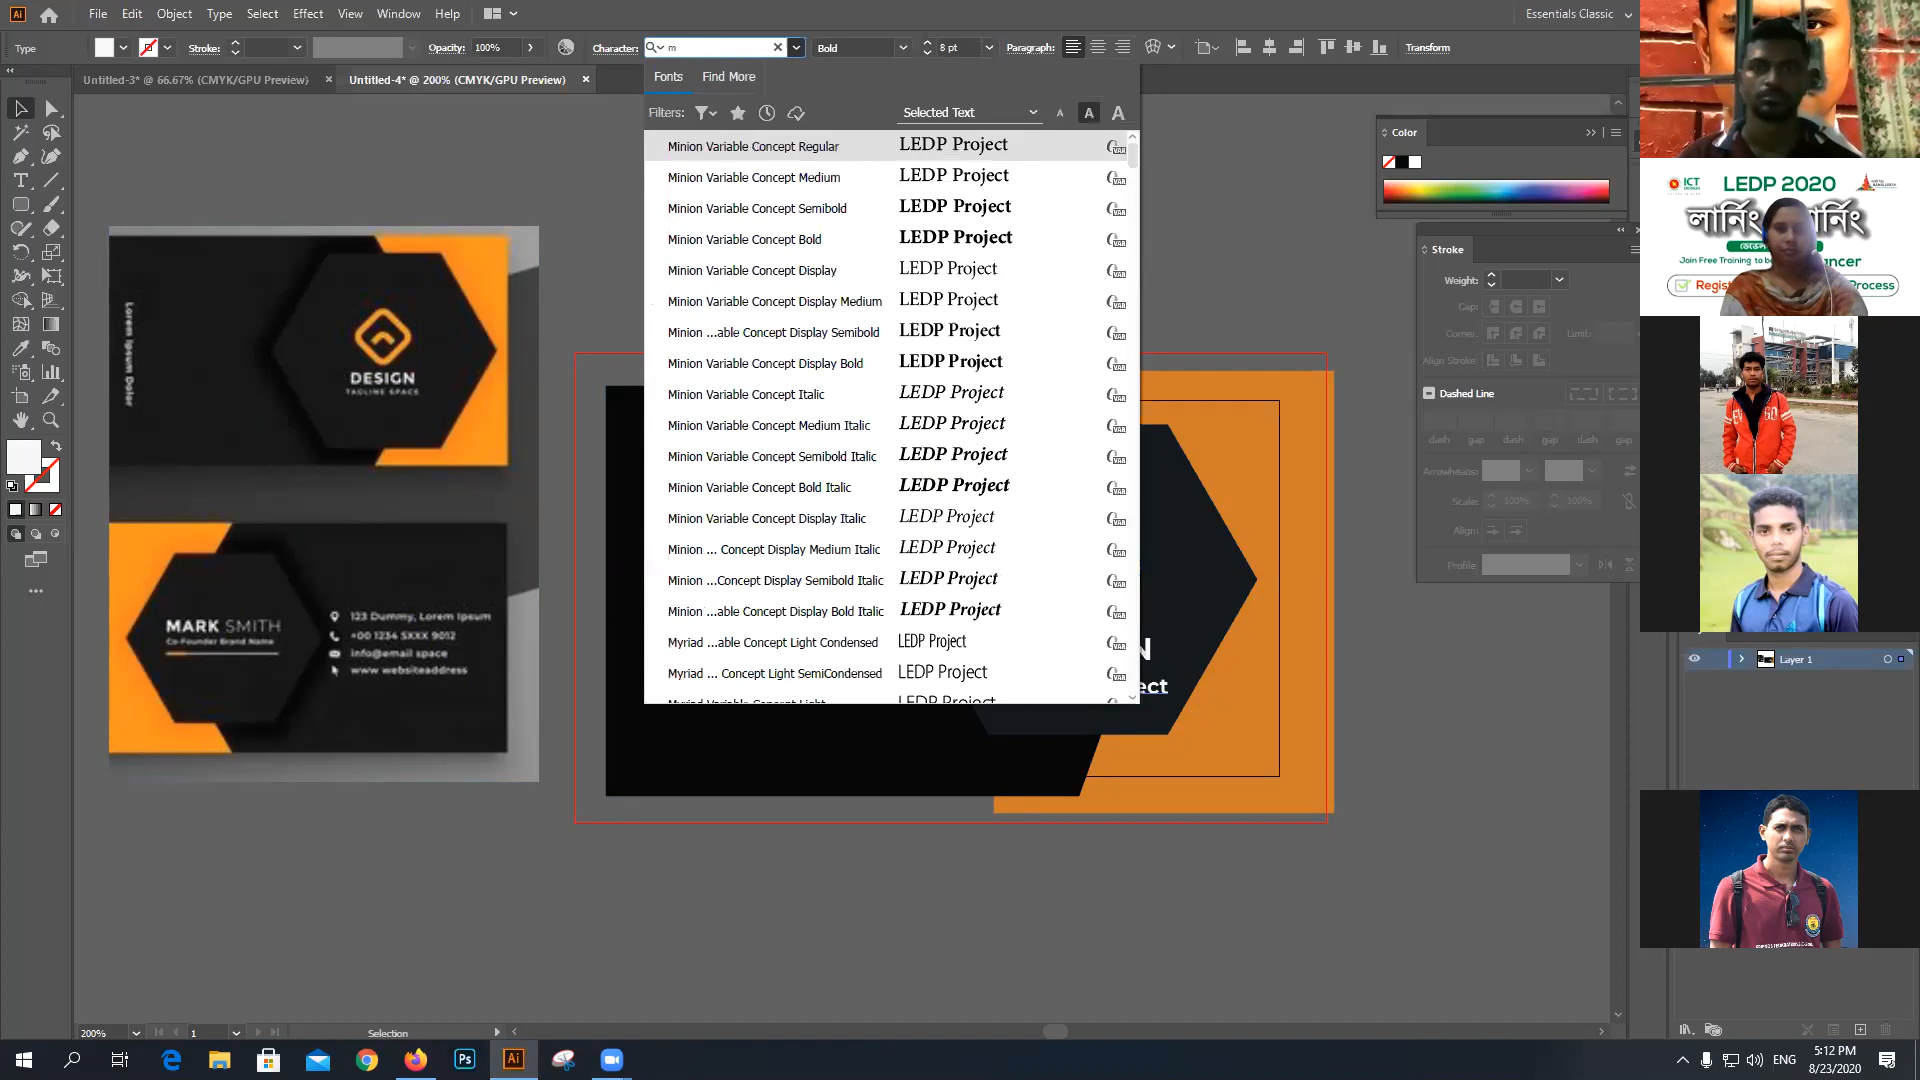 File Edit Object Type Select Effect View Window Help
Essentials Classic
Type
Stroke:
Opacity: 100%
Character: m
Bold
8 pt
Paragraph:
Transform
Untitled-3* @ 66.67% (CMYK/GPU Preview)
Untitled-4* @ 200% (CMYK/GPU Preview)
Fonts Find More
Filters:
Selected Text
Minion Variable Concept Regular LEDP Project
Minion Variable Concept Medium LEDP Project
Minion Variable Concept Semibold LEDP Project
Minion Variable Concept Bold LEDP Project
Minion Variable Concept Display LEDP Project
Minion Variable Concept Display Medium LEDP Project
Minion ...able Concept Display Semibold LEDP Project
Minion Variable Concept Display Bold LEDP Project
Minion Variable Concept Italic LEDP Project
Minion Variable Concept Medium Italic LEDP Project
Minion Variable Concept Semibold Italic LEDP Project
Minion Variable Concept Bold Italic LEDP Project
Minion Variable Concept Display Italic LEDP Project
Minion ... Concept Display Medium Italic LEDP Project
Minion ...Concept Display Semibold Italic LEDP Project
Minion ...able Concept Display Bold Italic LEDP Project
Myriad ...able Concept Light Condensed LEDP Project
Myriad ... Concept Light SemiCondensed LEDP Project
Myriad Variable Concept Light LEDP Project
Lorem Ipsum Dolor
DESIGN
TAGLINE SPACE
MARK SMITH
Co-Founder Brand Name
123 Dummy, Lorem Ipsum
+00 1234 5XXX 9012
info@email space
www websiteaddress
N
ect
Color
Stroke
Weight:
Cap:
Corner: Limit:
Align Stroke:
Dashed Line
dash gap dash gap dash gap
Arrowheads:
Scale: 100% 100%
Align:
Profile:
Layer 1
ICT
LEDP 2020
লার্নিং র্নিং
Join Free Training to be ancer
Regist Process
200%
1
Selection
Ps
Ai
ENG
5:12 PM
8/23/2020